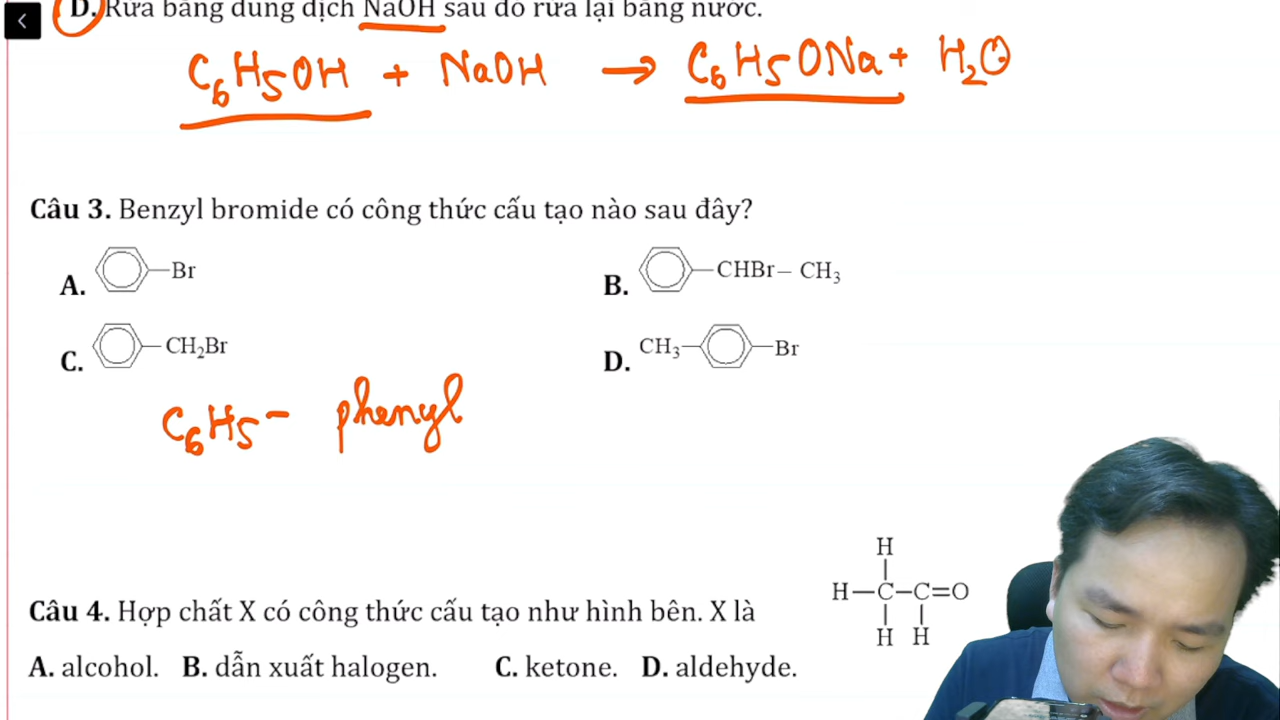 D. Rửa bằng dung dịch NaOH sau đó rửa lại bằng nước.
C₆H₅OH + NaOH → C₆H₅ONa + H₂O
Câu 3. Benzyl bromide có công thức cấu tạo nào sau đây?
A. –Br B. –CHBr– CH₃
C. –CH₂Br D. CH₃– –Br
C₆H₅– phenyl
H
H–C–C=O
H H
Câu 4. Hợp chất X có công thức cấu tạo như hình bên. X là
A. alcohol. B. dẫn xuất halogen. C. ketone. D. aldehyde.